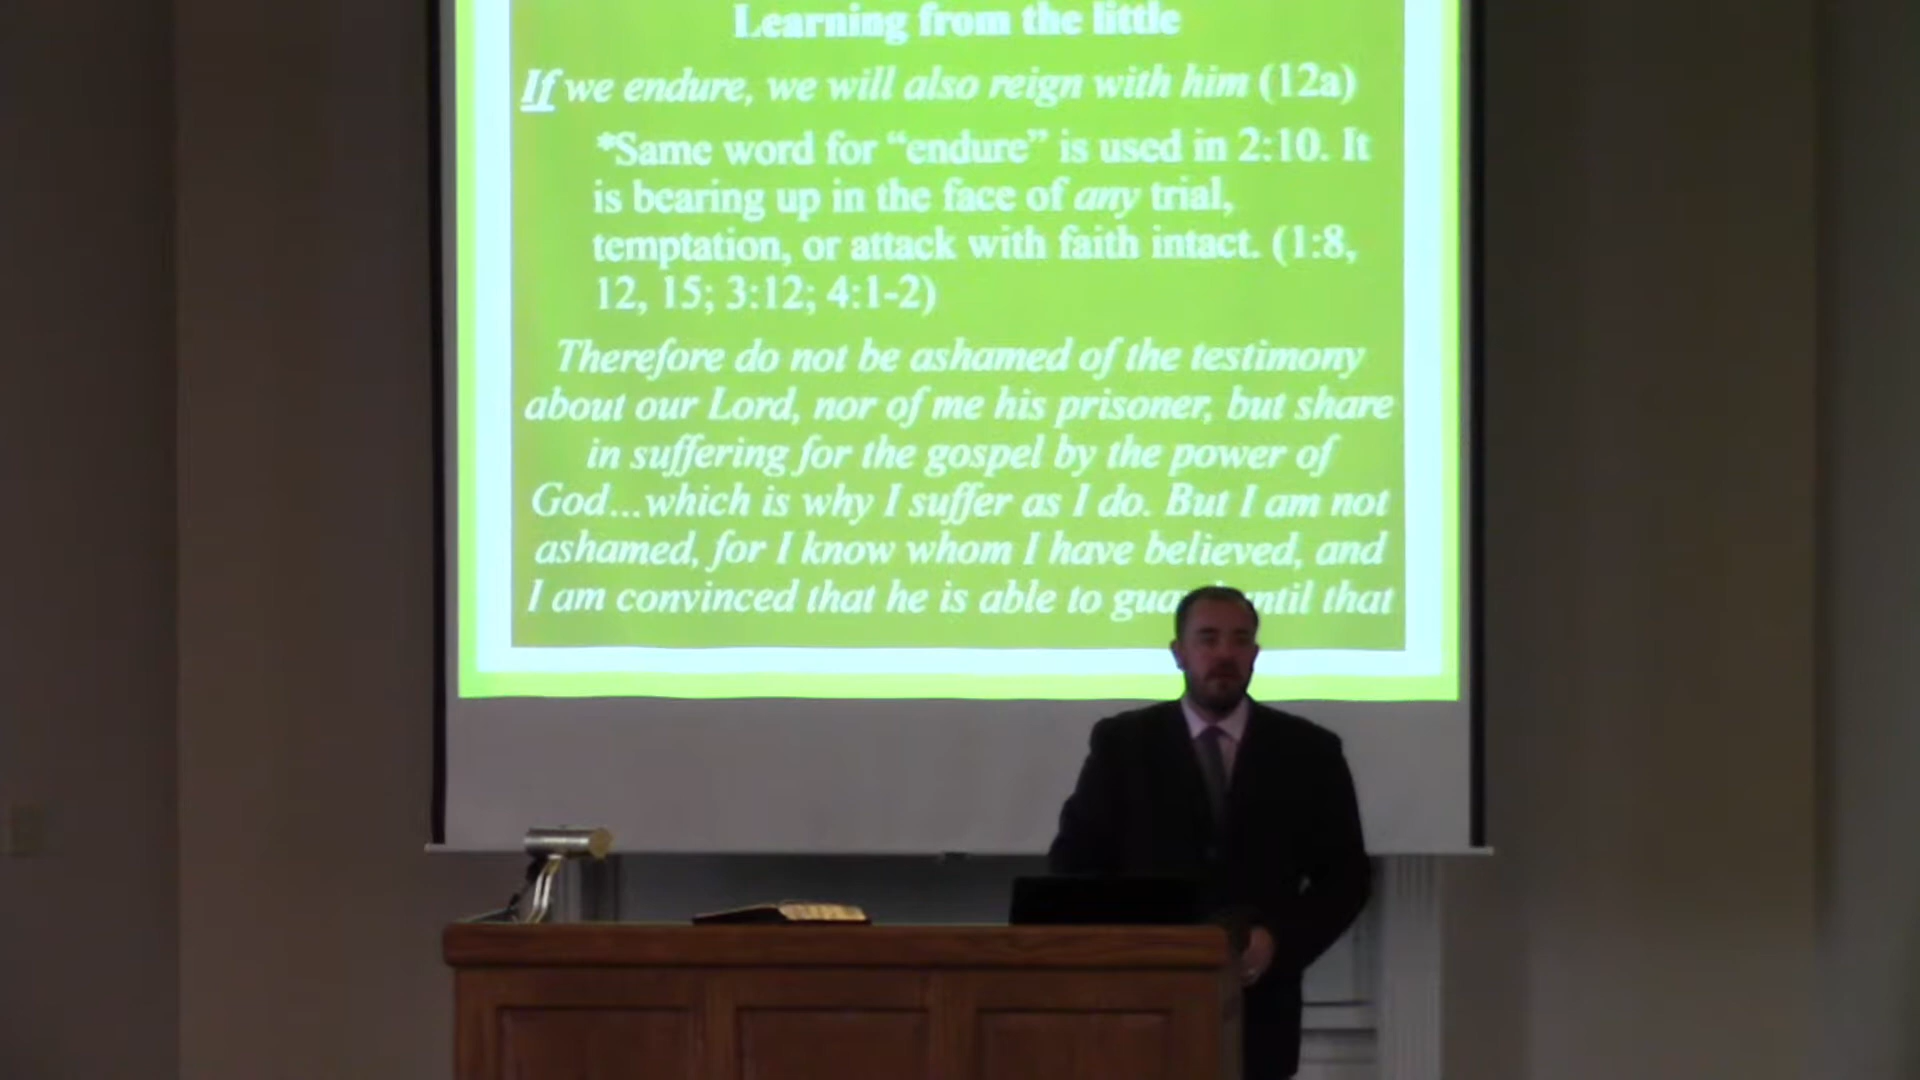 Learning from the little
If we endure, we will also reign with him (12a)
*Same word for “endure” is used in 2:10. It
is bearing up in the face of any trial,
temptation, or attack with faith intact. (1:8,
12, 15; 3:12; 4:1-2)
Therefore do not be ashamed of the testimony
about our Lord, nor of me his prisoner, but share
in suffering for the gospel by the power of
God...which is why I suffer as I do. But I am not
ashamed, for I know whom I have believed, and
I am convinced that he is able to until that